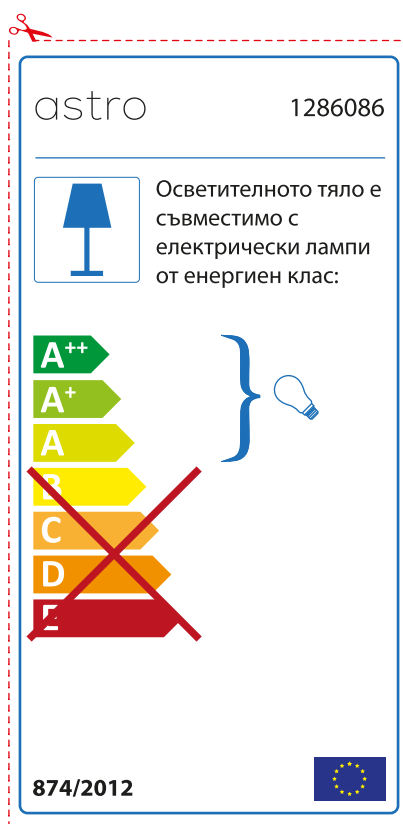 astro 1286086
Осветителното тяло е
съвместимо с
електрически лампи
от енергиен клас:
A++
A+
A
B
C
D
E
874/2012